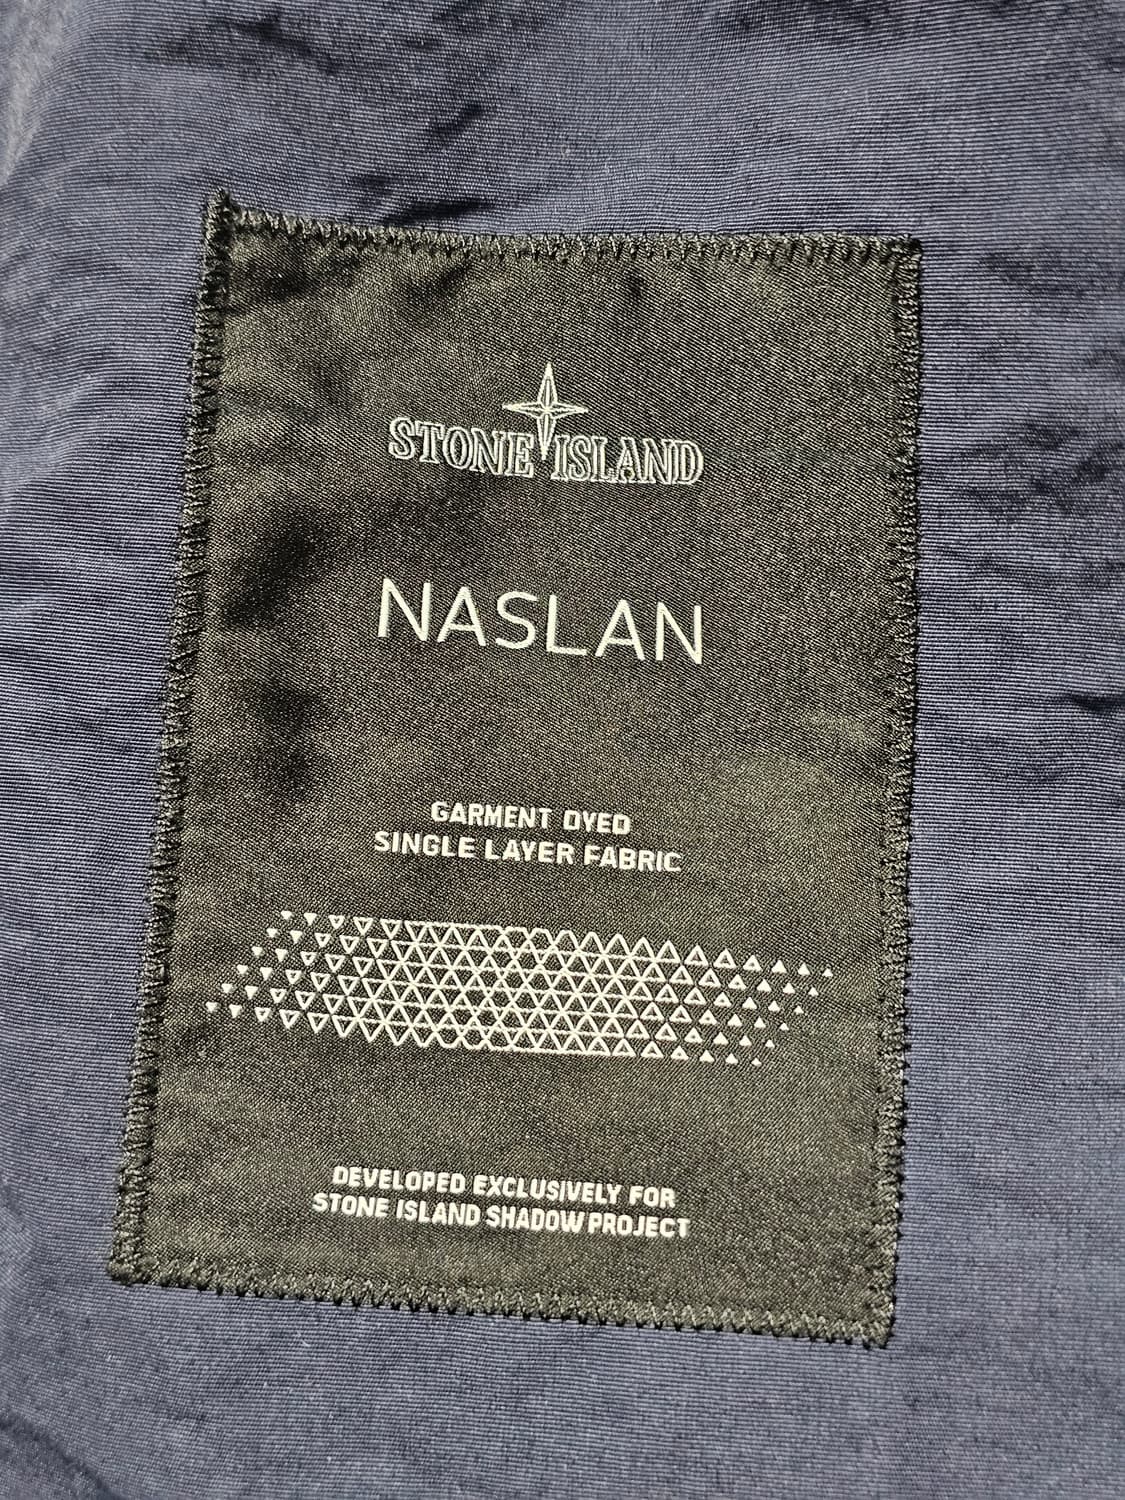 STONE ISLAND
NASLAN
GARMENT DYED
SINGLE LAYER FABRIC
DEVELOPED EXCLUSIVELY FOR
STONE ISLAND SHADOW PROJECT